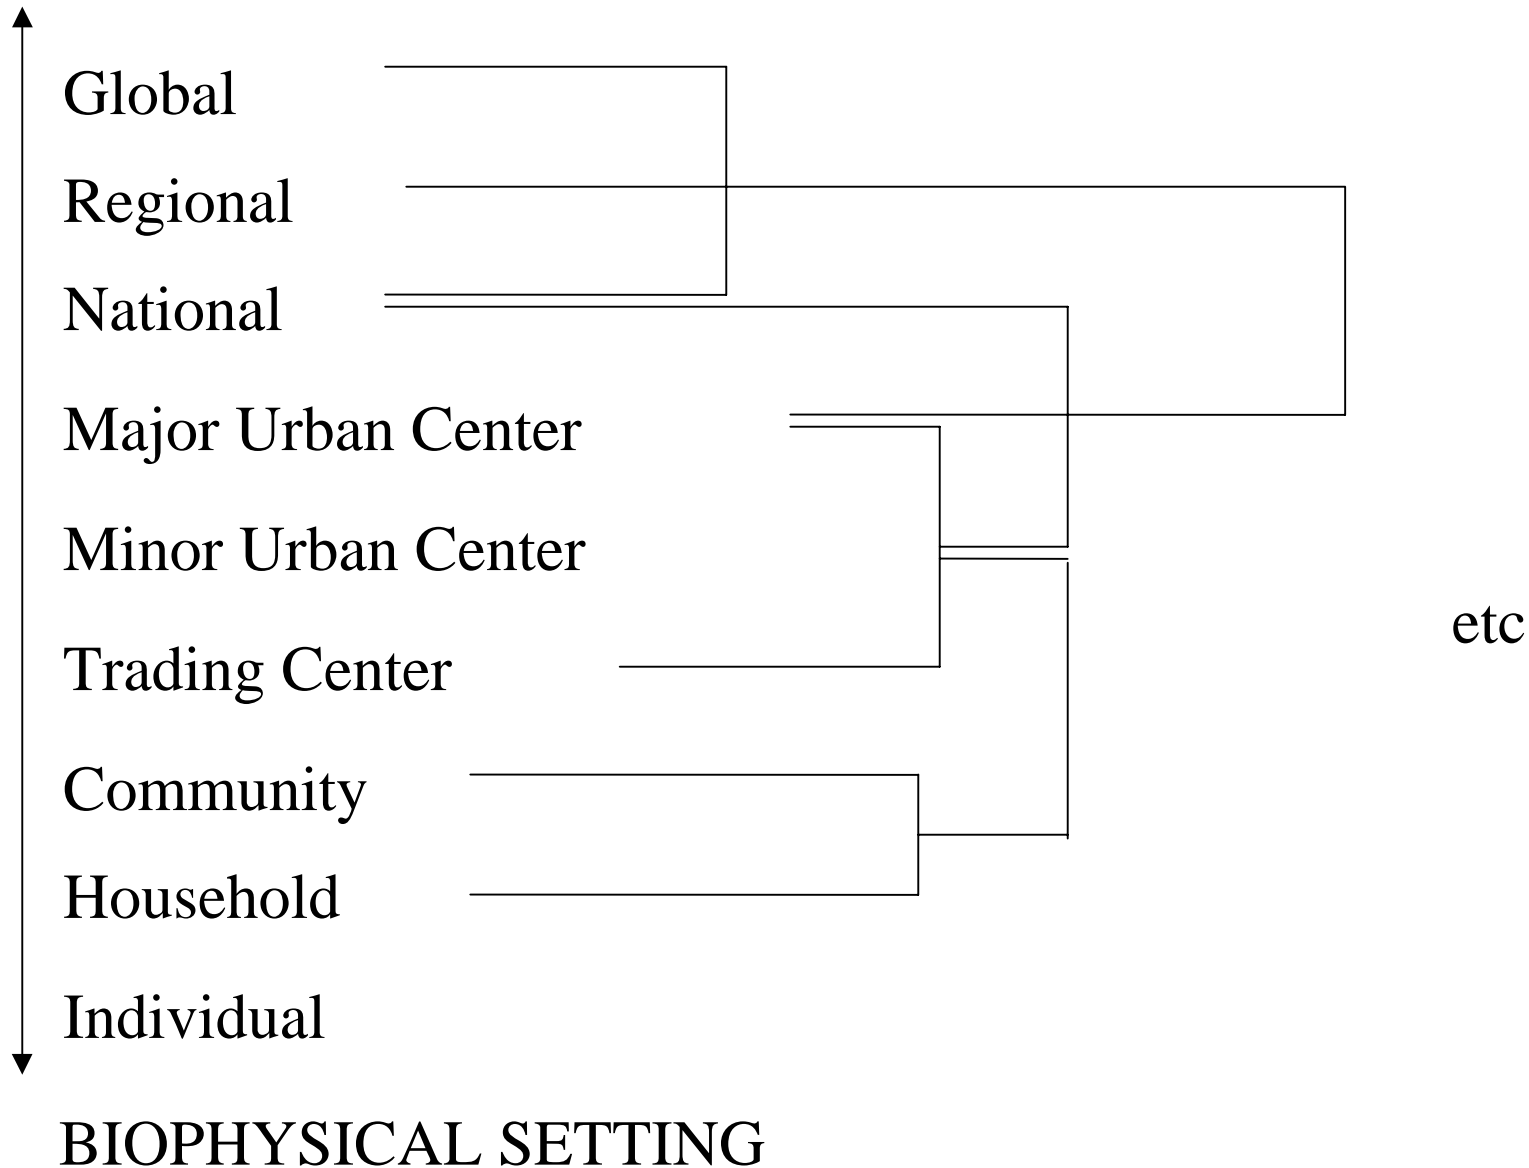 Global
Regional
National
Major Urban Center
Minor Urban Center
etc
Trading Center
Community
Household
Individual
BIOPHYSICAL SETTING